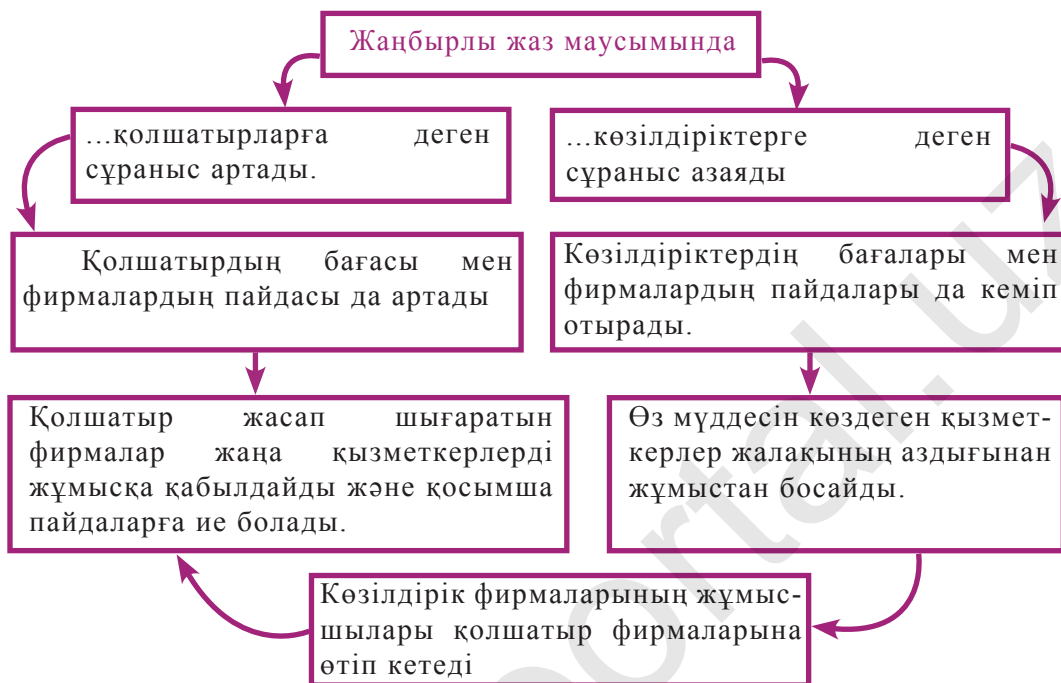 Жаңбырлы жаз маусымында
...қолшатырларға деген
сұраныс артады.
...көзілдіріктерге деген
сұраныс азаяды
Қолшатырдың бағасы мен
фирмалардың пайдасы да артады
Көзілдіріктердің бағалары мен
фирмалардың пайдалары да кеміп
отырады.
Қолшатыр жасап шығаратын
фирмалар жаңа қызметкерлерді
жұмысқа қабылдайды және қосымша
пайдаларға ие болады.
Өз мүддесін көздеген қызмет-
керлер жалақының аздығынан
жұмыстан босайды.
Көзілдірік фирмаларының жұмыс-
шылары қолшатыр фирмаларына
өтіп кетеді
portal.uz